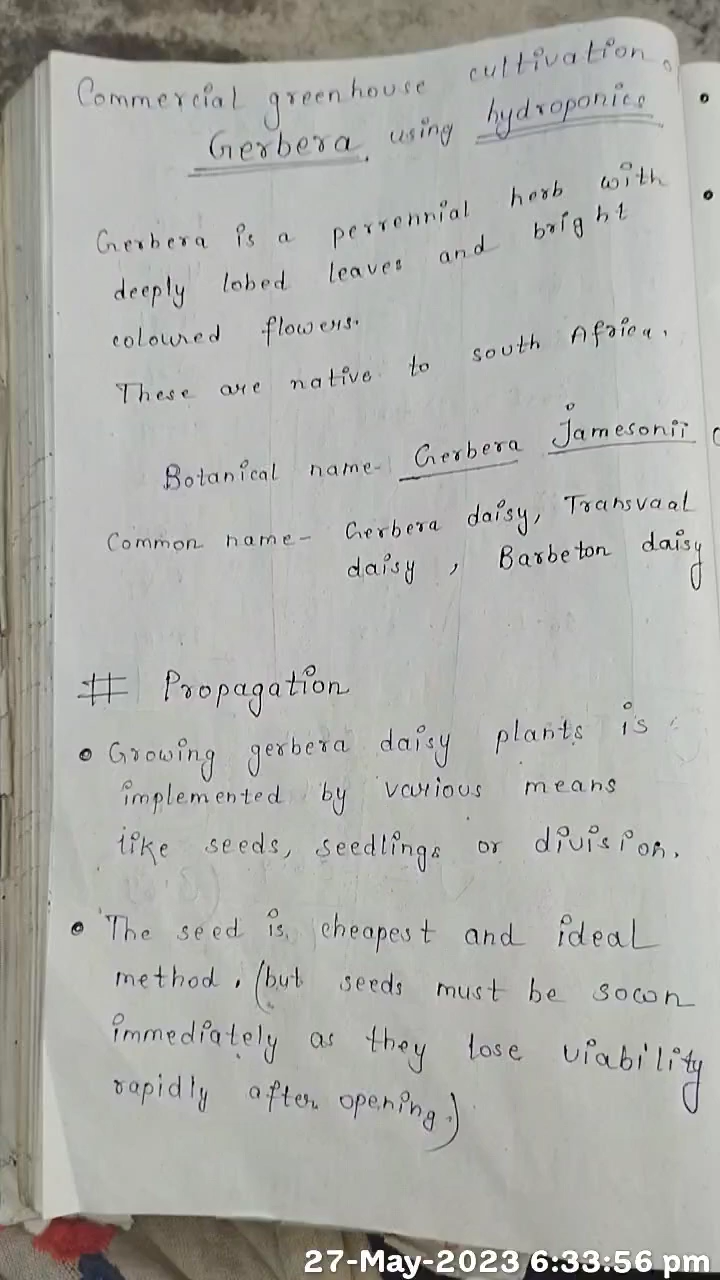 Commercial greenhouse cultivation
Gerbera using hydroponics
Gerbera is a perrennial herb with
deeply lobed leaves and bright
coloured flowers.
These are native to south Africa.
Botanical name- Gerbera Jamesonii
Common name- Gerbera daisy, Transvaal
daisy, Barbeton daisy
# Propagation
• Growing gerbera daisy plants is
implemented by various means
like seeds, seedlings or division.
• The seed is cheapest and ideal
method. (but seeds must be sown
immediately as they lose viability
rapidly after opening.)
27-May-2023 6:33:56 pm